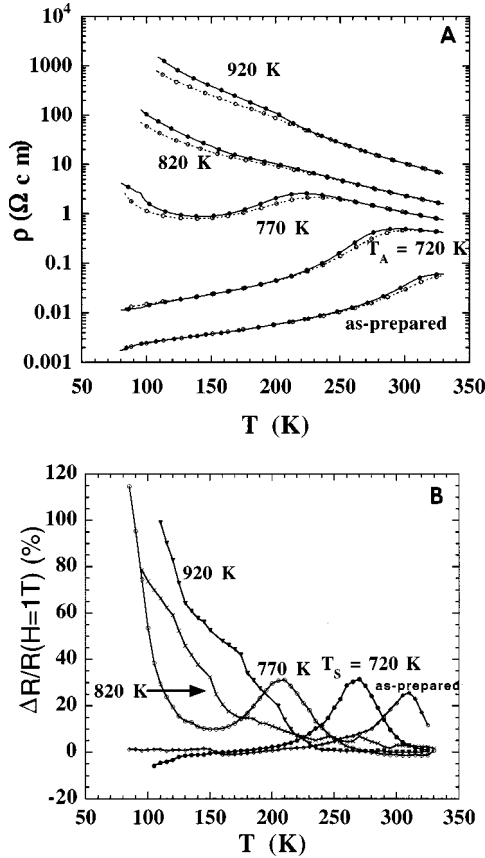 A
10000
1000
100
10
1
0.1
0.01
0.001
ρ (Ω c m)
920 K
820 K
770 K
T_A = 720 K
as-prepared
50 100 150 200 250 300 350
T (K)
B
120
100
80
60
40
20
0
-20
ΔR/R(H=1T) (%)
920 K
820 K
770 K
T_S = 720 K
as-prepared
50 100 150 200 250 300 350
T (K)